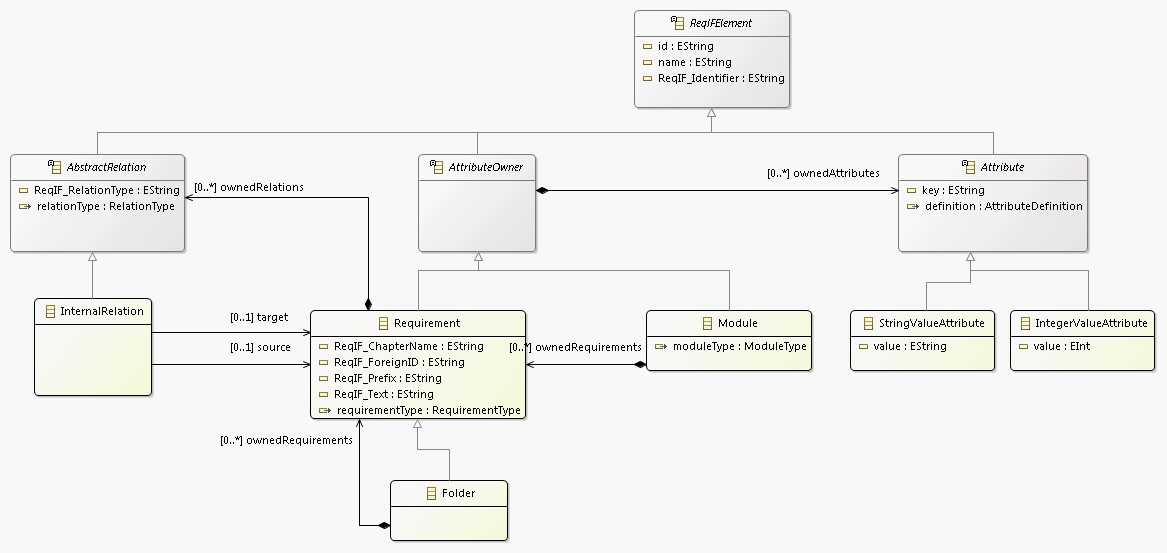 ReqIFElement
id : EString
name : EString
ReqIF_Identifier : EString
AbstractRelation
ReqIF_RelationType : EString
relationType : RelationType
[0..*] ownedRelations
AttributeOwner
[0..*] ownedAttributes
Attribute
key : EString
definition : AttributeDefinition
InternalRelation
[0..1] target
[0..1] source
Requirement
ReqIF_ChapterName : EString
ReqIF_ForeignID : EString
ReqIF_Prefix : EString
ReqIF_Text : EString
requirementType : RequirementType
[0..*] ownedRequirements
Module
moduleType : ModuleType
StringValueAttribute
value : EString
IntegerValueAttribute
value : EInt
[0..*] ownedRequirements
Folder